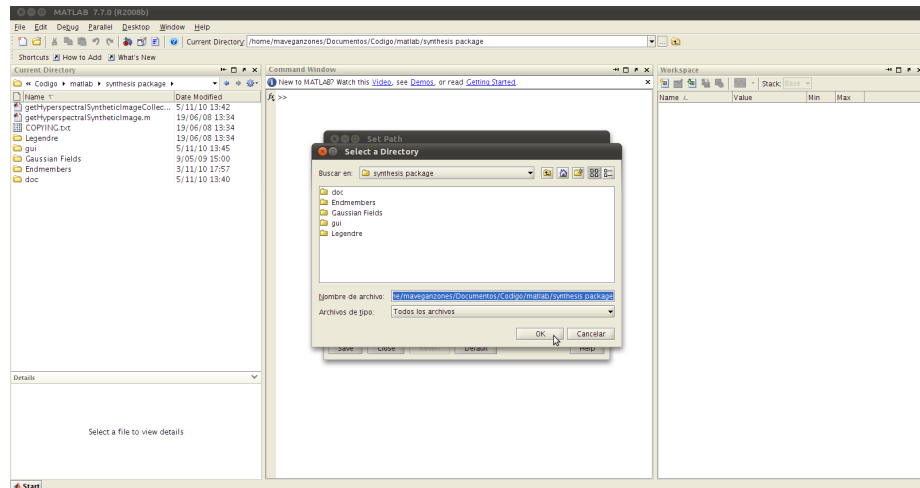 MATLAB 7.7.0 (R2008b)
File Edit Debug Parallel Desktop Window Help
Current Directory: /home/maveganzones/Documentos/Codigo/matlab/synthesis package
Shortcuts How to Add What's New
Current Directory
« Codigo ▸ matlab ▸ synthesis package ▸
Name Date Modified
getHyperspectralSyntheticImageCollec... 5/11/10 13:42
getHyperspectralSyntheticImage.m 19/06/08 13:34
COPYING.txt 19/06/08 13:34
Legendre 19/06/08 13:34
gui 5/11/10 13:45
Gaussian Fields 9/05/09 15:00
Endmembers 3/11/10 17:57
doc 5/11/10 13:40
Details
Select a file to view details
Start
Command Window
New to MATLAB? Watch this Video, see Demos, or read Getting Started.
fx >>
Set Path
Select a Directory
Buscar en: synthesis package
doc
Endmembers
Gaussian Fields
gui
Legendre
Nombre de archivo: ne/maveganzones/Documentos/Codigo/matlab/synthesis package
Archivos de tipo: Todos los archivos
OK Cancelar
Save Close Default Help
Workspace
Stack: Base
Name Value Min Max